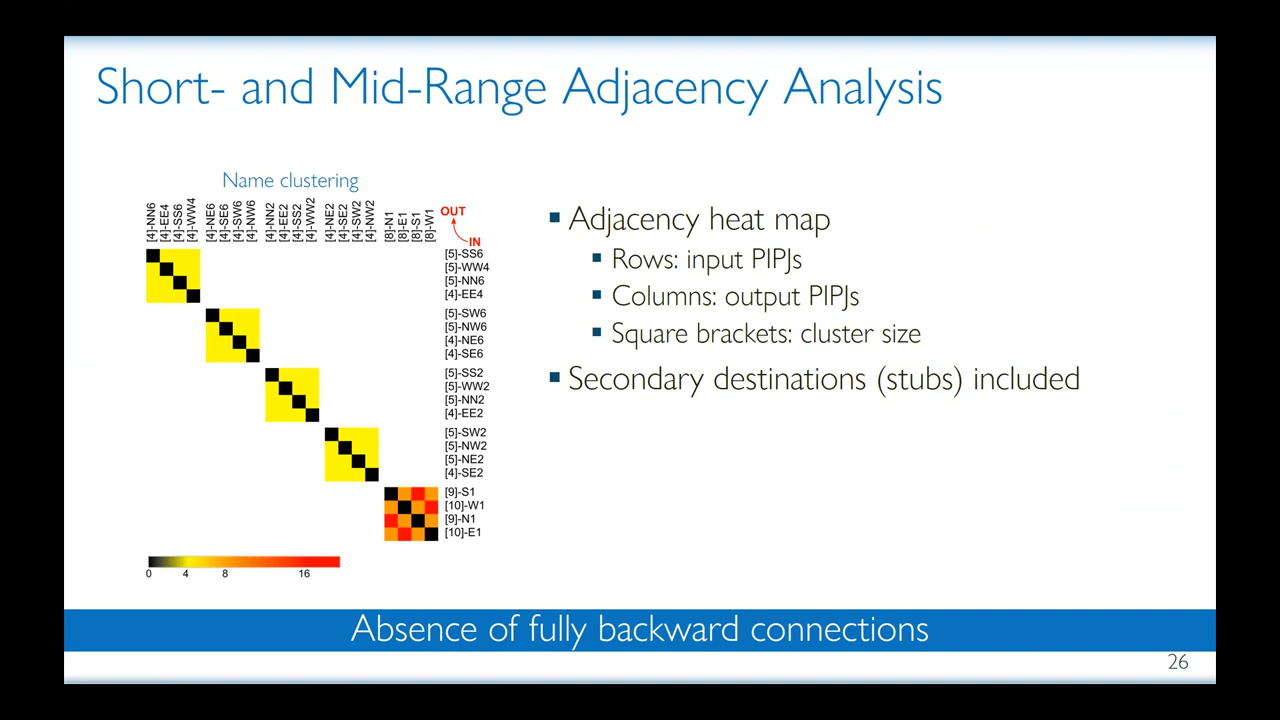 Short- and Mid-Range Adjacency Analysis
Name clustering
[4]-NN6
[4]-EE4
[4]-SS6
[4]-WW4
[4]-NE6
[4]-SE6
[4]-SW6
[4]-NW6
[4]-NN2
[4]-EE2
[4]-SS2
[4]-WW2
[4]-NE2
[4]-SE2
[4]-SW2
[4]-NW2
[8]-N1
[8]-E1
[8]-S1
[8]-W1
OUT
IN
[5]-SS6
[5]-WW4
[5]-NN6
[4]-EE4
[5]-SW6
[5]-NW6
[4]-NE6
[4]-SE6
[5]-SS2
[5]-WW2
[5]-NN2
[4]-EE2
[5]-SW2
[5]-NW2
[5]-NE2
[4]-SE2
[9]-S1
[10]-W1
[9]-N1
[10]-E1
0 4 8 16
Adjacency heat map
Rows: input PIPJs
Columns: output PIPJs
Square brackets: cluster size
Secondary destinations (stubs) included
Absence of fully backward connections
26